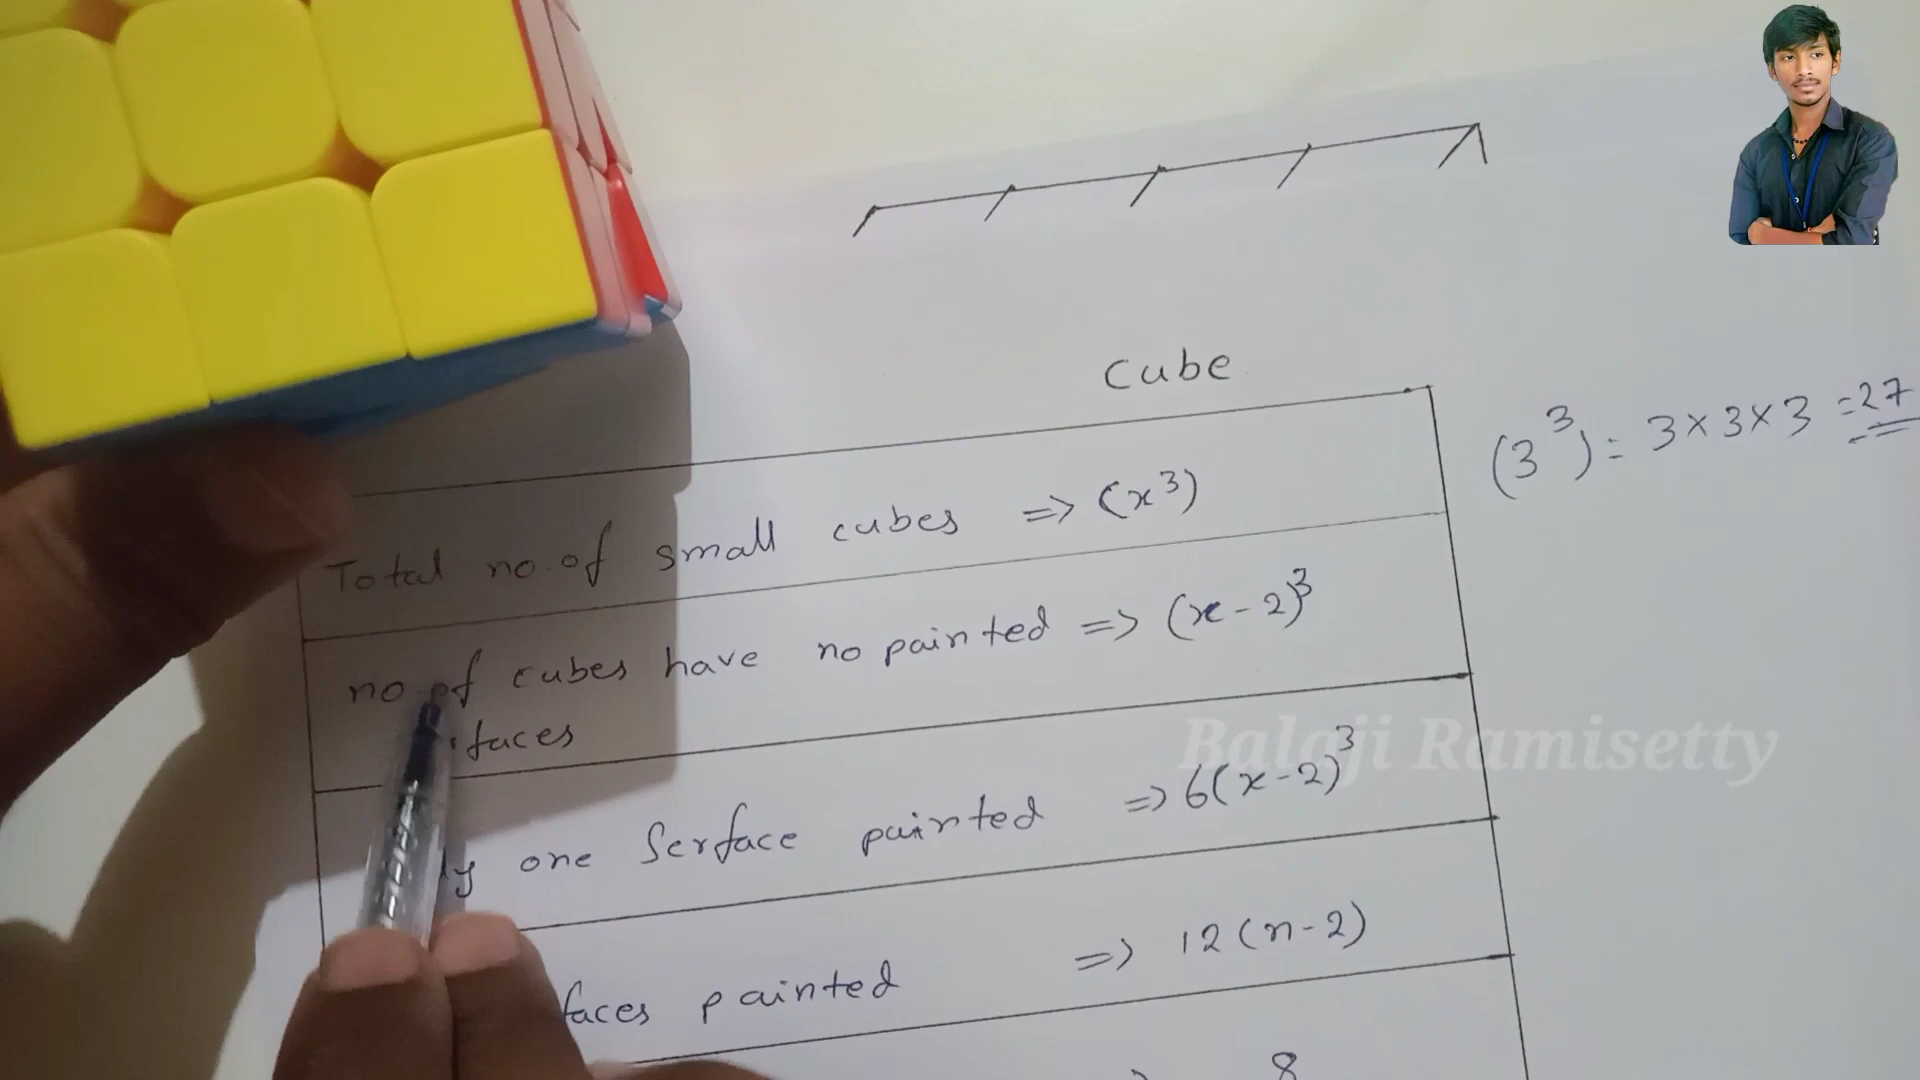 Cube
(3³) = 3×3×3 = 27
Total no.of small cubes => (x³)
no of cubes have no painted => (x-2)³
faces
one Serface painted => 6(x-2)³
Balaji Ramisetty
faces painted => 12(n-2)
8